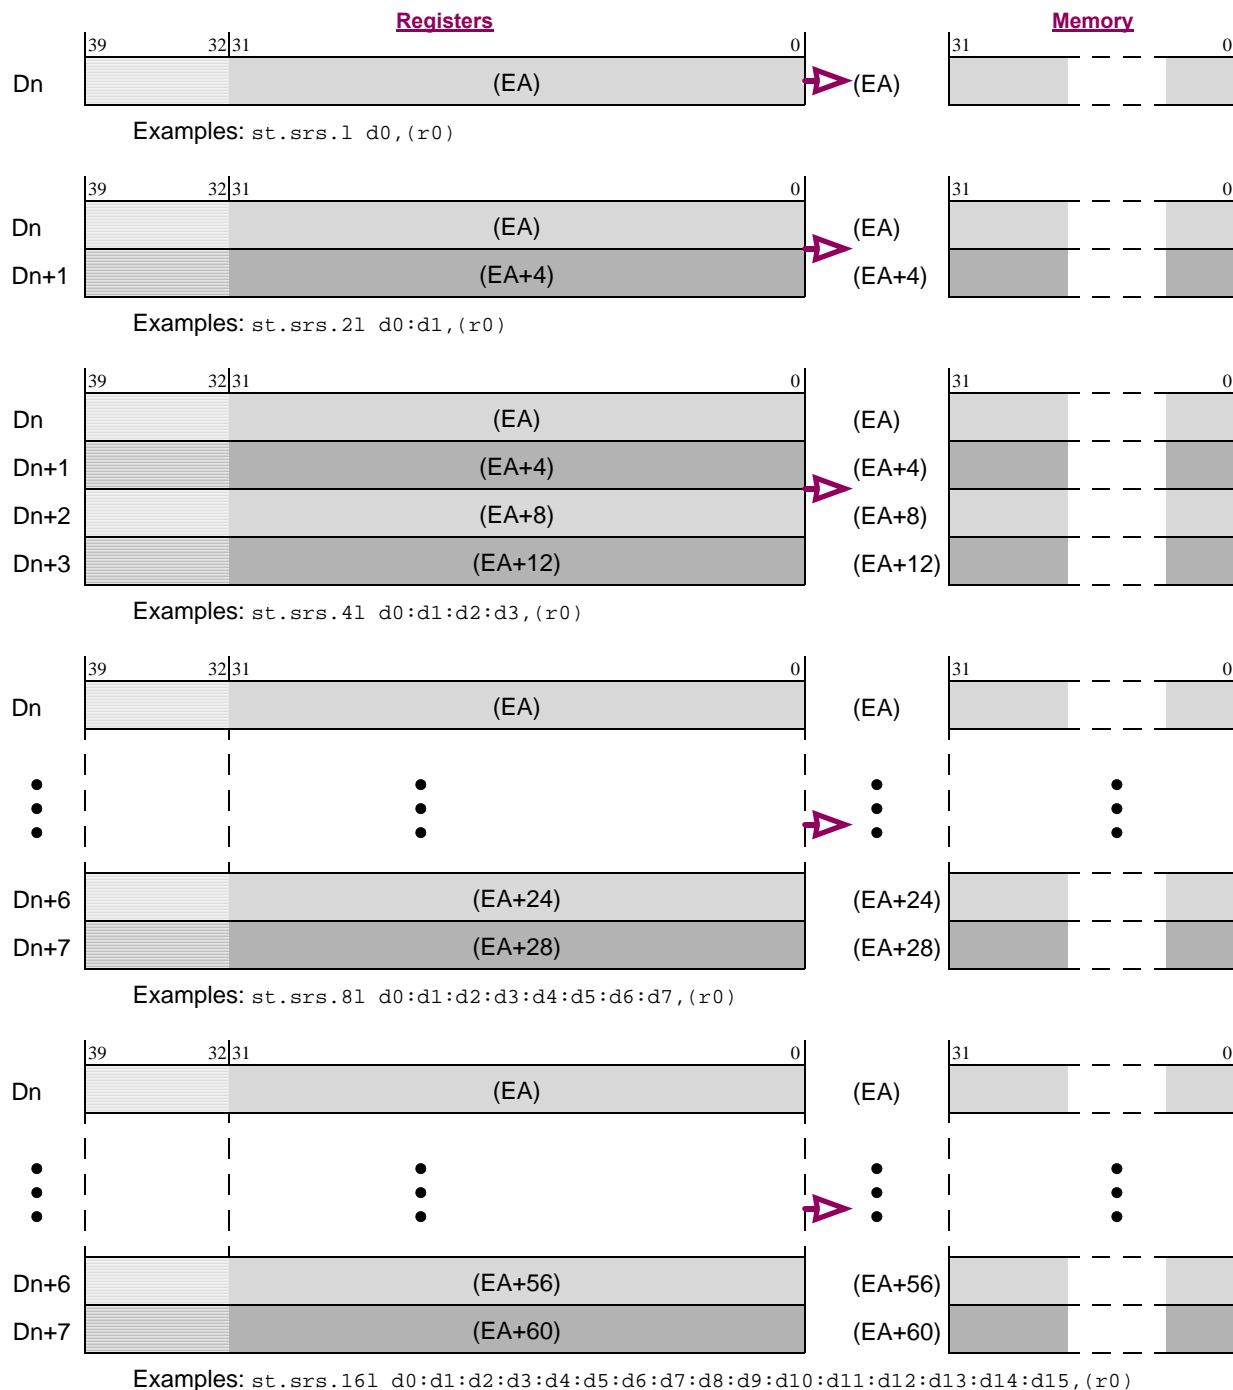 Registers Memory
39 32 31 0 31 0
Dn (EA) (EA)
Examples: st.srs.l d0,(r0)
39 32 31 0 31 0
Dn (EA) (EA)
Dn+1 (EA+4) (EA+4)
Examples: st.srs.2l d0:d1,(r0)
39 32 31 0 31 0
Dn (EA) (EA)
Dn+1 (EA+4) (EA+4)
Dn+2 (EA+8) (EA+8)
Dn+3 (EA+12) (EA+12)
Examples: st.srs.4l d0:d1:d2:d3,(r0)
39 32 31 0 31 0
Dn (EA) (EA)
Dn+6 (EA+24) (EA+24)
Dn+7 (EA+28) (EA+28)
Examples: st.srs.8l d0:d1:d2:d3:d4:d5:d6:d7,(r0)
39 32 31 0 31 0
Dn (EA) (EA)
Dn+6 (EA+56) (EA+56)
Dn+7 (EA+60) (EA+60)
Examples: st.srs.16l d0:d1:d2:d3:d4:d5:d6:d7:d8:d9:d10:d11:d12:d13:d14:d15,(r0)